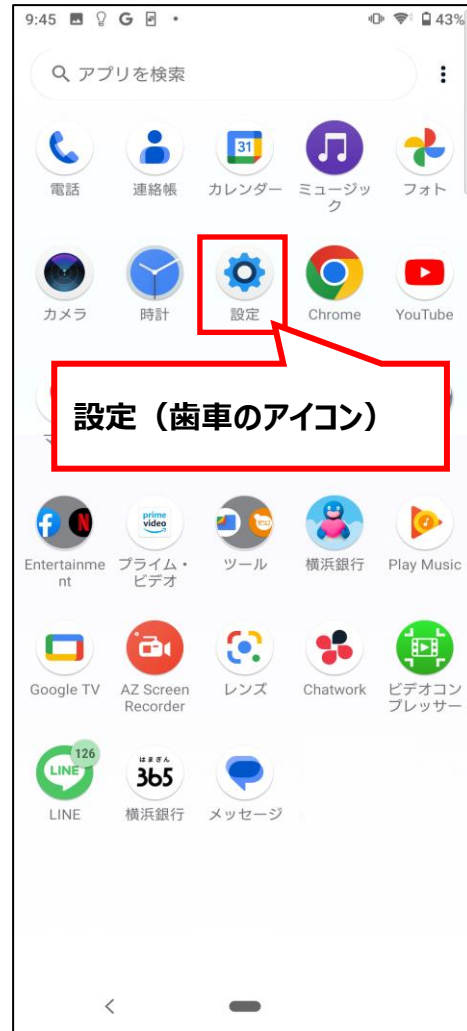 9:45
43%
アプリを検索
31
電話
連絡帳
カレンダー
ミュージッ
ク
フォト
カメラ
時計
設定
Chrome
YouTube
設定（歯車のアイコン）
prime
video
Entertainme
nt
プライム・
ビデオ
ツール
横浜銀行
Play Music
Google TV
AZ Screen
Recorder
レンズ
Chatwork
ビデオコン
プレッサー
126
LINE
はまぎん
365
LINE
横浜銀行
メッセージ